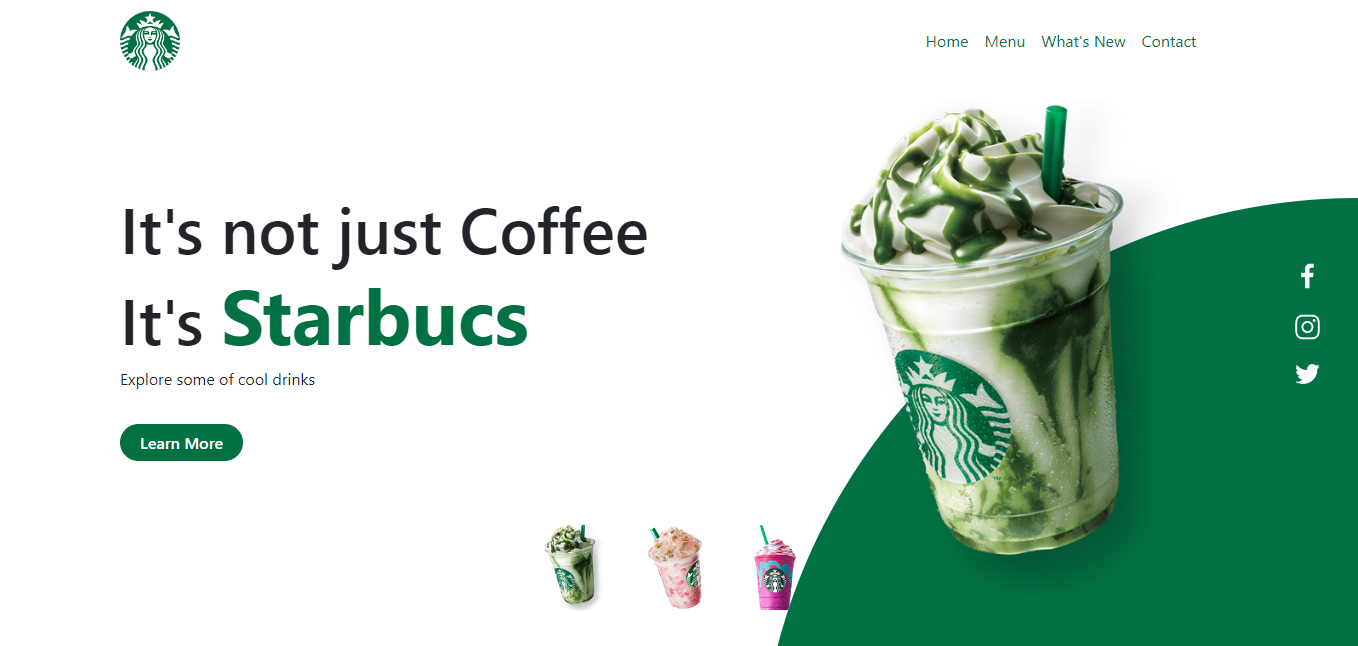 Home Menu What's New Contact
It's not just Coffee
It's Starbucs
Explore some of cool drinks
Learn More